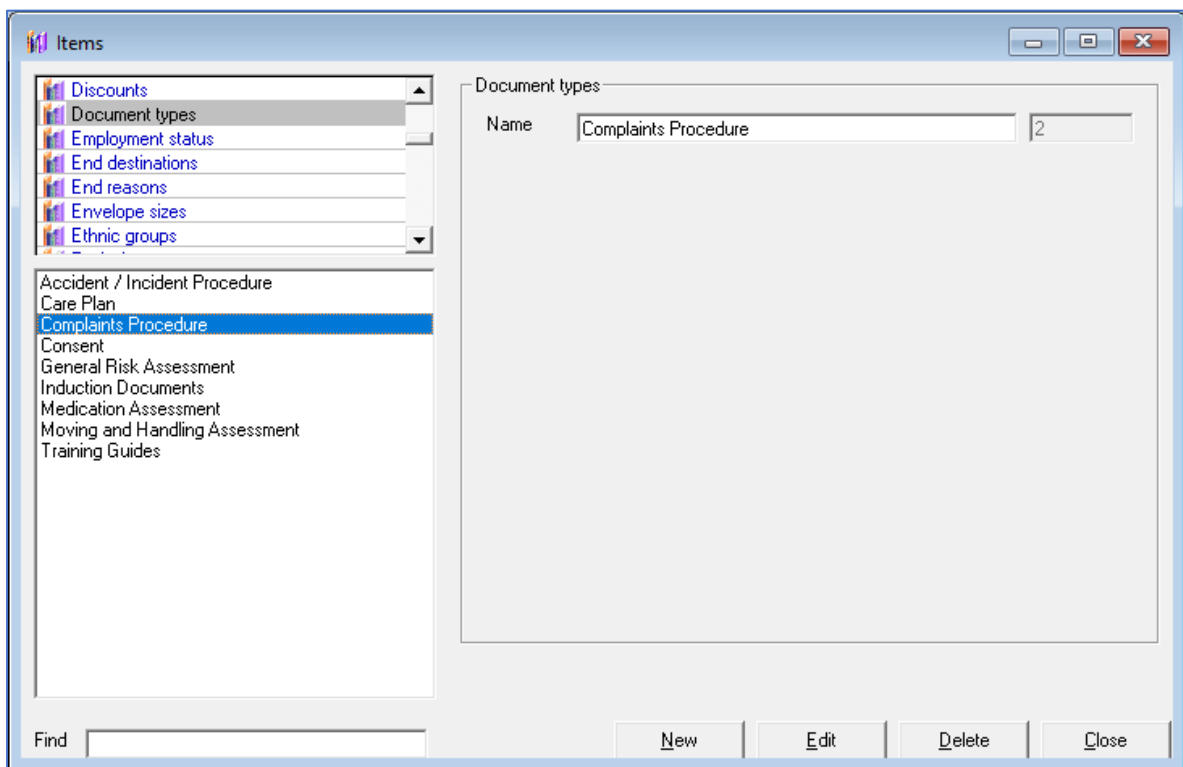 Items
Discounts
Document types
Employment status
End destinations
End reasons
Envelope sizes
Ethnic groups
Accident / Incident Procedure
Care Plan
Complaints Procedure
Consent
General Risk Assessment
Induction Documents
Medication Assessment
Moving and Handling Assessment
Training Guides
Find
Document types
Name Complaints Procedure 2
New Edit Delete Close